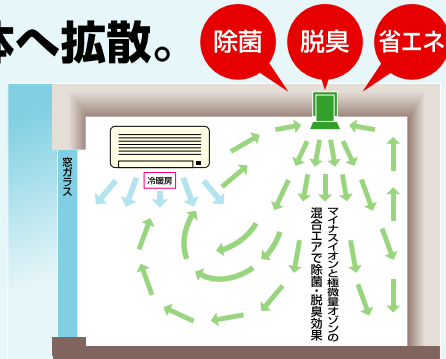 体へ拡散。
除菌
脱臭
省エネ
窓ガラス
冷暖房
マイナスイオンと極微量オゾンの
混合エアで除菌・脱臭効果